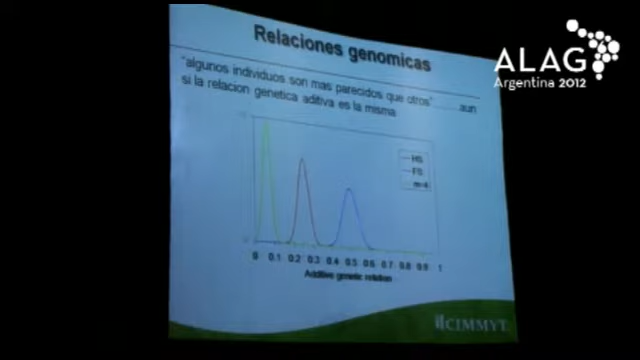 Relaciones genomicas
ALAG
Argentina 2012
"algunos individuos son mas parecidos que otros" ...aun
si la relacion genetica aditiva es la misma
HS
FS
m=4
0 0.1 0.2 0.3 0.4 0.5 0.6 0.7 0.8 0.9 1
Additive genetic relation
CIMMYT